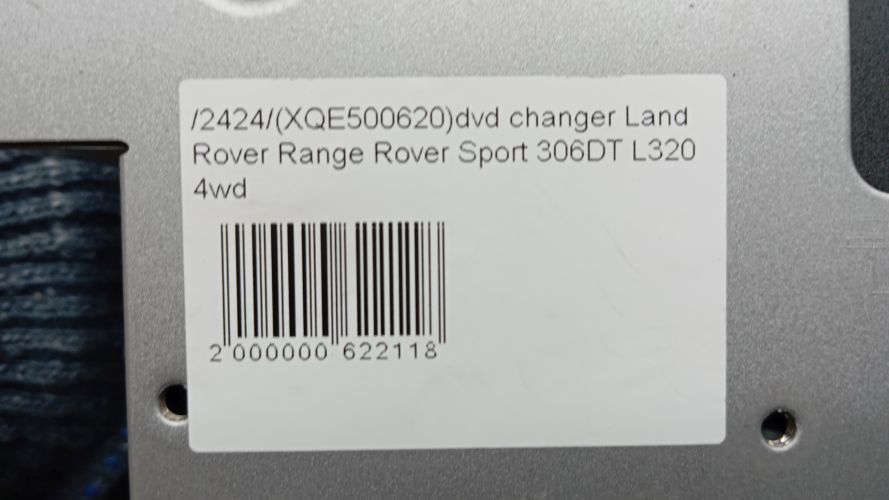 /2424/(XQE500620)dvd changer Land
Rover Range Rover Sport 306DT L320
4wd
2 000000 622118